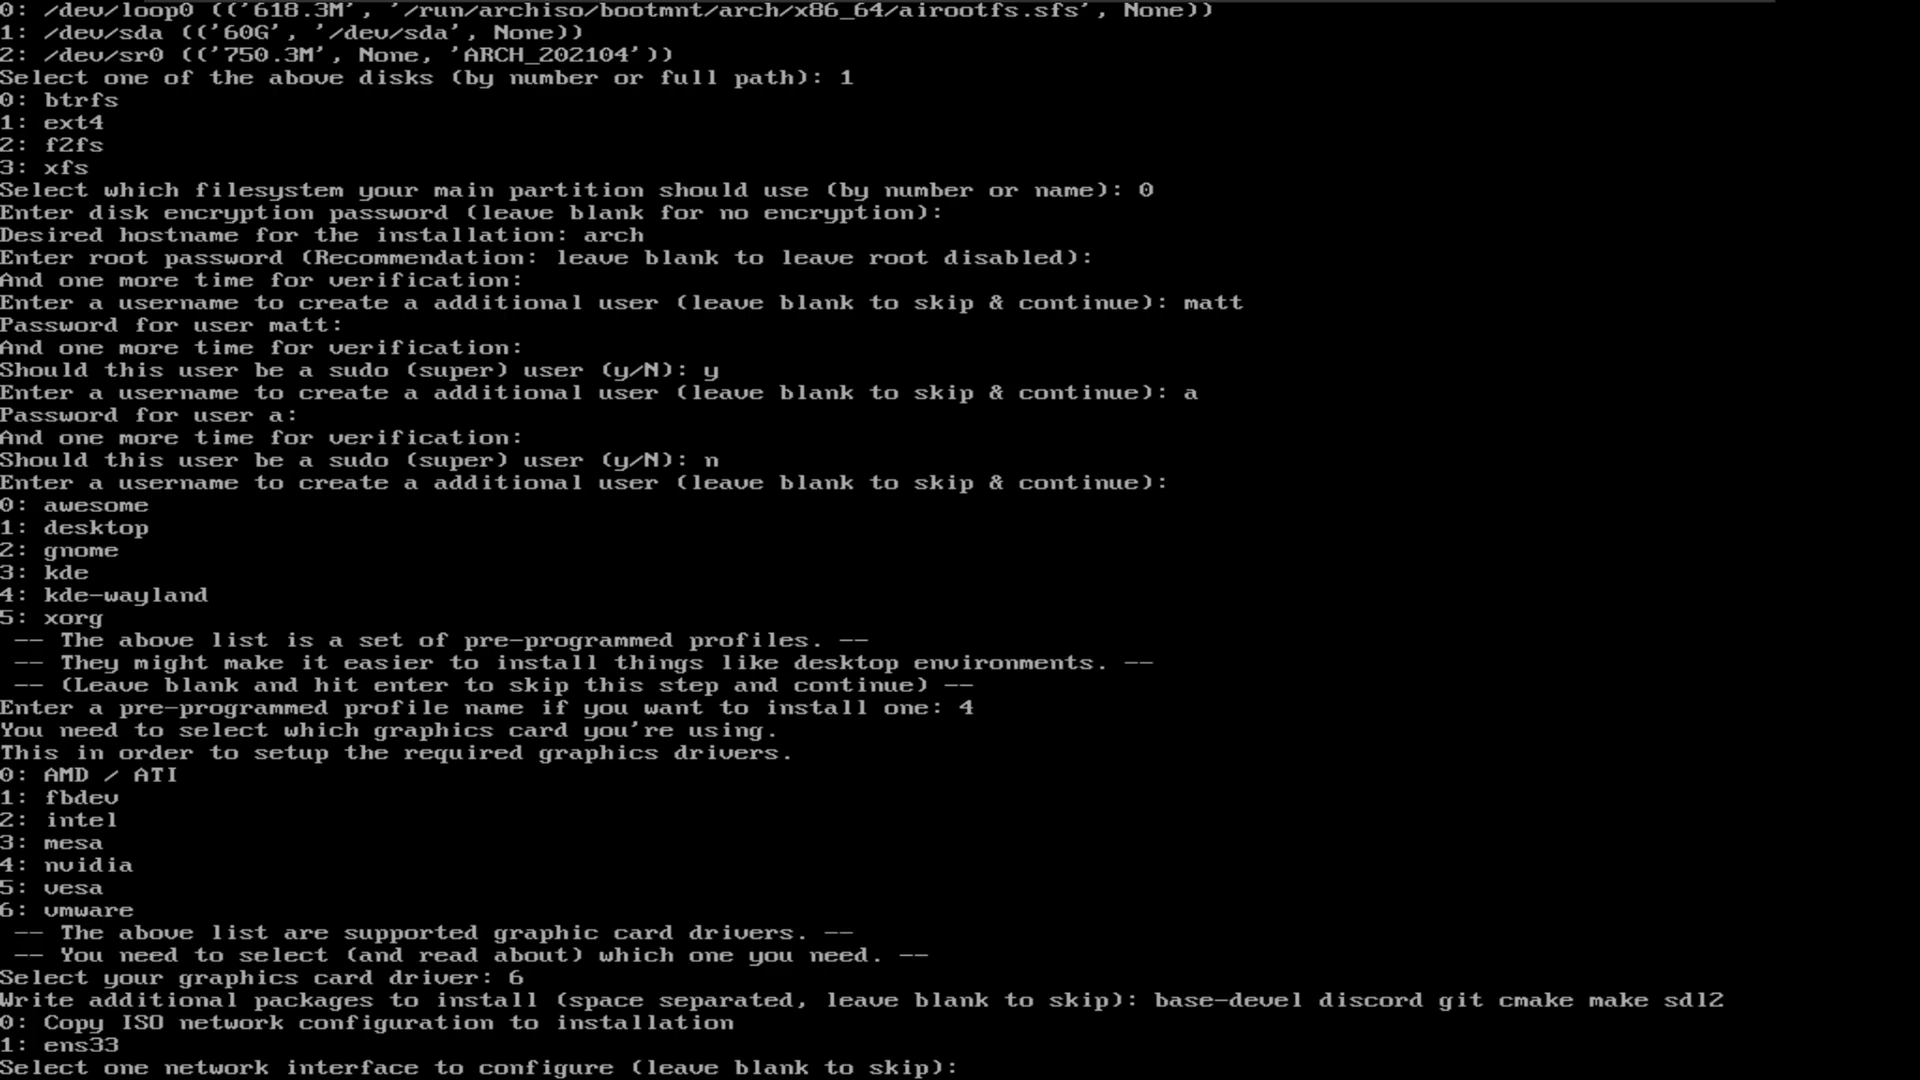 0: /dev/loop0 (('618.3M', '/run/archiso/bootmnt/arch/x86_64/airootfs.sfs', None))
1: /dev/sda (('60G', '/dev/sda', None))
2: /dev/sr0 (('750.3M', None, 'ARCH_202104'))
Select one of the above disks (by number or full path): 1
0: btrfs
1: ext4
2: f2fs
3: xfs
Select which filesystem your main partition should use (by number or name): 0
Enter disk encryption password (leave blank for no encryption):
Desired hostname for the installation: arch
Enter root password (Recommendation: leave blank to leave root disabled):
And one more time for verification:
Enter a username to create a additional user (leave blank to skip & continue): matt
Password for user matt:
And one more time for verification:
Should this user be a sudo (super) user (y/N): y
Enter a username to create a additional user (leave blank to skip & continue): a
Password for user a:
And one more time for verification:
Should this user be a sudo (super) user (y/N): n
Enter a username to create a additional user (leave blank to skip & continue):
0: awesome
1: desktop
2: gnome
3: kde
4: kde-wayland
5: xorg
 -- The above list is a set of pre-programmed profiles. --
 -- They might make it easier to install things like desktop environments. --
 -- (Leave blank and hit enter to skip this step and continue) --
Enter a pre-programmed profile name if you want to install one: 4
You need to select which graphics card you're using.
This in order to setup the required graphics drivers.
0: AMD / ATI
1: fbdev
2: intel
3: mesa
4: nvidia
5: vesa
6: vmware
 -- The above list are supported graphic card drivers. --
 -- You need to select (and read about) which one you need. --
Select your graphics card driver: 6
Write additional packages to install (space separated, leave blank to skip): base-devel discord git cmake make sdl2
0: Copy ISO network configuration to installation
1: ens33
Select one network interface to configure (leave blank to skip):